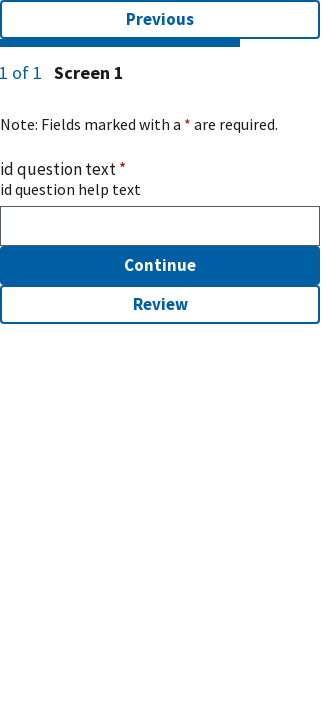 Previous
1 of 1 Screen 1
Note: Fields marked with a * are required.
id question text *
id question help text
Continue
Review